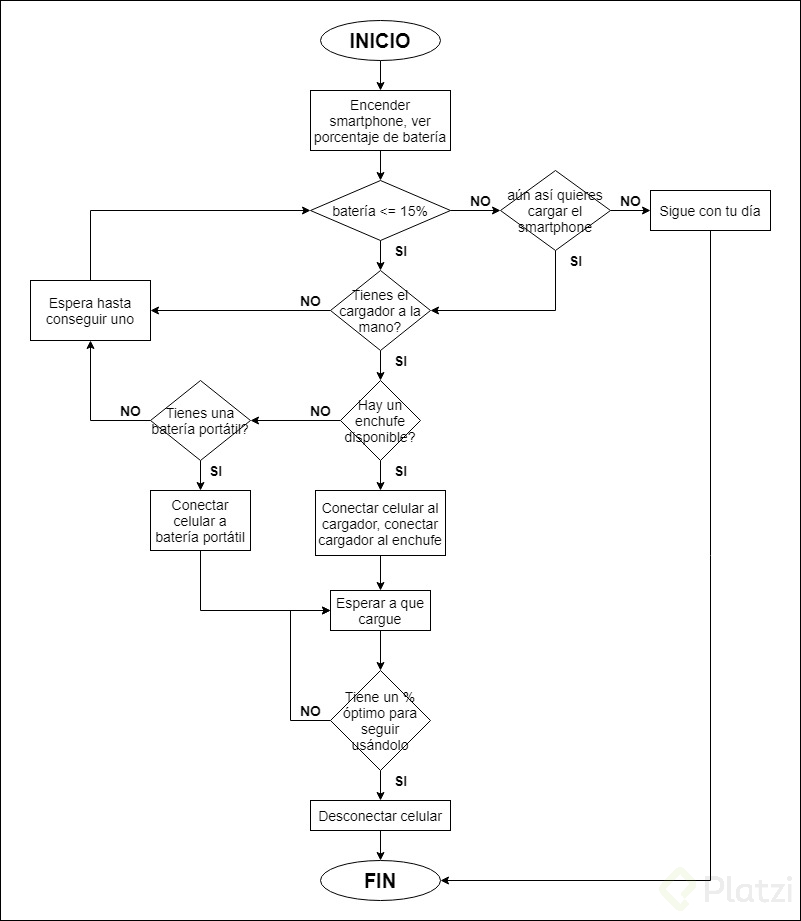 INICIO
Encender
smartphone, ver
porcentaje de batería
batería <= 15%
NO
aún así quieres
cargar el
smartphone
NO
Sigue con tu día
SI
SI
Tienes el
cargador a la
mano?
NO
Espera hasta
conseguir uno
SI
Hay un
enchufe
disponible?
NO
Tienes una
batería portátil?
NO
SI
SI
Conectar
celular a
batería portátil
Conectar celular al
cargador, conectar
cargador al enchufe
Esperar a que
cargue
Tiene un %
óptimo para
seguir
usándolo
NO
SI
Desconectar celular
FIN
Platzi